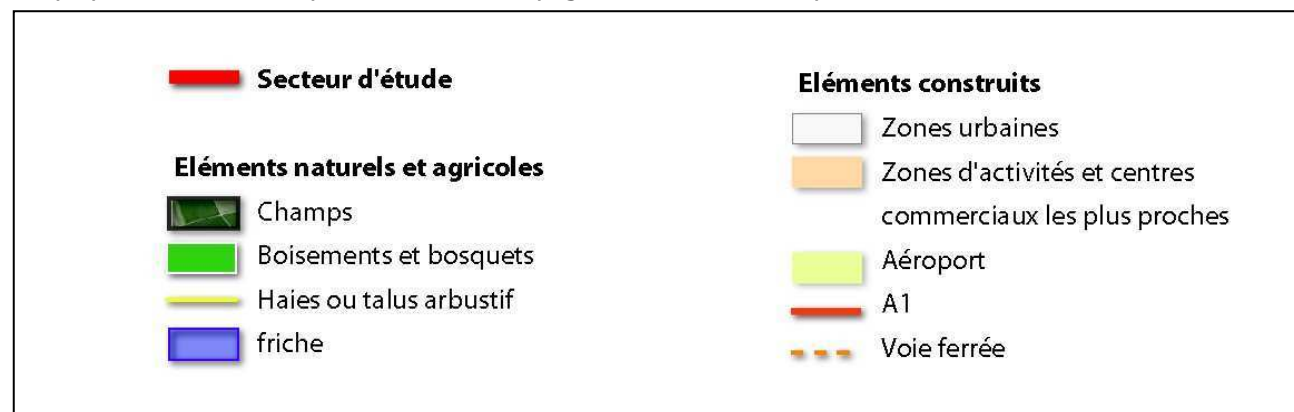 Secteur d'étude
Eléments naturels et agricoles
Champs
Boisements et bosquets
Haies ou talus arbustif
friche
Eléments construits
Zones urbaines
Zones d'activités et centres
commerciaux les plus proches
Aéroport
A1
Voie ferrée